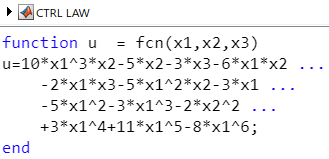 CTRL LAW
function u  = fcn(x1,x2,x3)
u=10*x1^3*x2-5*x2-3*x3-6*x1*x2 ...
    -2*x1*x3-5*x1^2*x2-3*x1 ...
    -5*x1^2-3*x1^3-2*x2^2 ...
    +3*x1^4+11*x1^5-8*x1^6;
end